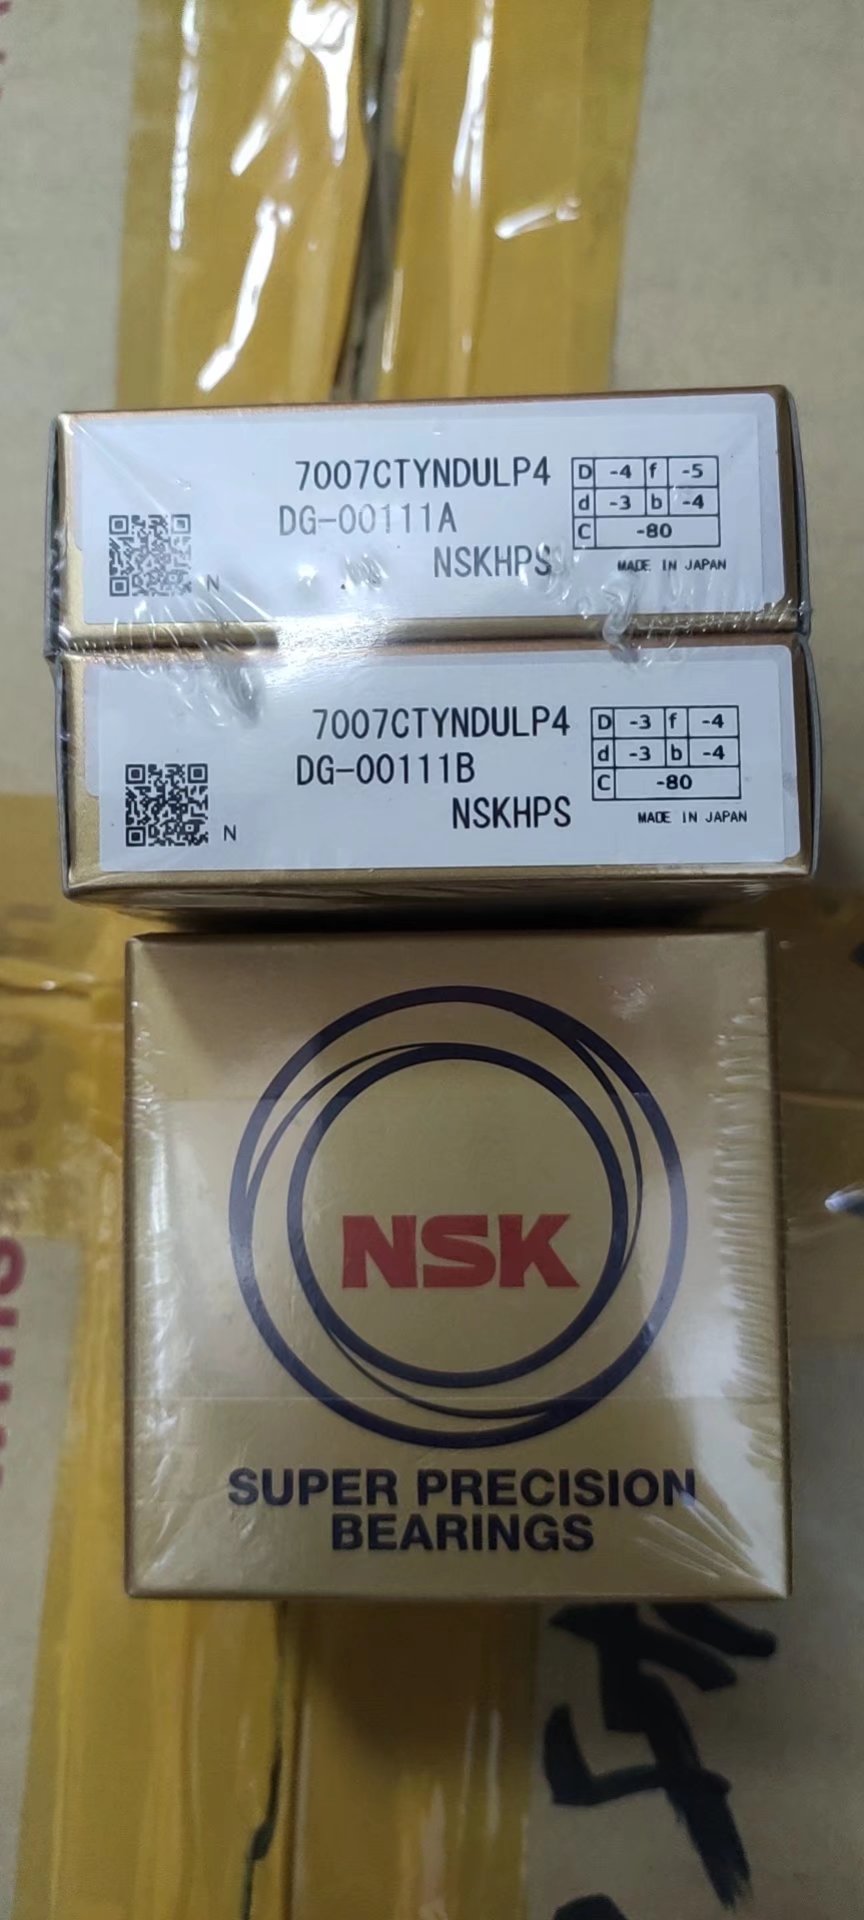 7007CTYNDULP4
DG-00111A
NSKHPS
D -4 f -5
d -3 b -4
C -80
MADE IN JAPAN
N
7007CTYNDULP4
DG-00111B
NSKHPS
D -3 f -4
d -3 b -4
C -80
MADE IN JAPAN
N
NSK
SUPER PRECISION
BEARINGS